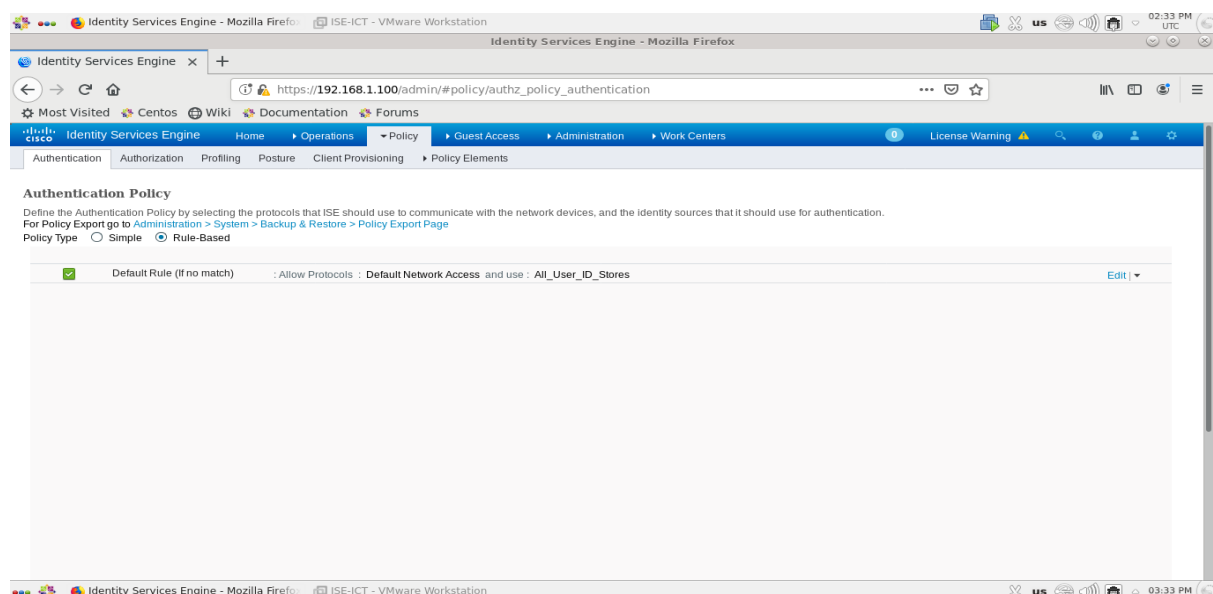 Identity Services Engine - Mozilla Firefox ISE-ICT - VMware Workstation us 02:33 PM UTC
Identity Services Engine - Mozilla Firefox
Identity Services Engine × +
https://192.168.1.100/admin/#policy/authz_policy_authentication
Most Visited Centos Wiki Documentation Forums
CISCO Identity Services Engine Home Operations Policy Guest Access Administration Work Centers 0 License Warning
Authentication Authorization Profiling Posture Client Provisioning Policy Elements
Authentication Policy
Define the Authentication Policy by selecting the protocols that ISE should use to communicate with the network devices, and the identity sources that it should use for authentication.
For Policy Export go to Administration > System > Backup & Restore > Policy Export Page
Policy Type Simple Rule-Based
Default Rule (If no match) : Allow Protocols : Default Network Access and use : All_User_ID_Stores Edit |
Identity Services Engine - Mozilla Firefox ISE-ICT - VMware Workstation us 03:33 PM